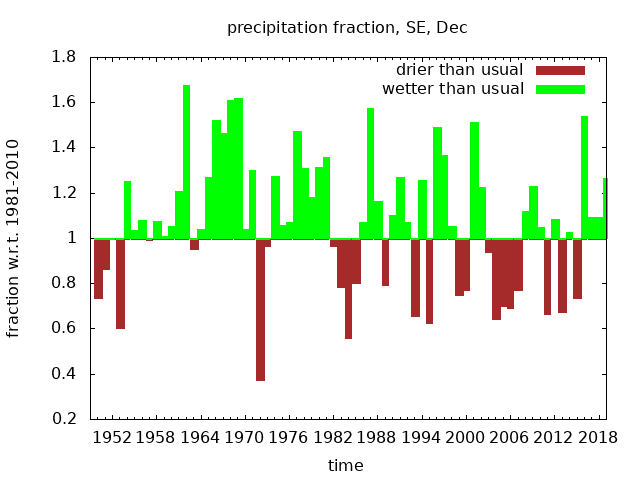 precipitation fraction, SE, Dec
drier than usual
wetter than usual
fraction w.r.t. 1981-2010
1.8
1.6
1.4
1.2
1
0.8
0.6
0.4
0.2
1952 1958 1964 1970 1976 1982 1988 1994 2000 2006 2012 2018
time